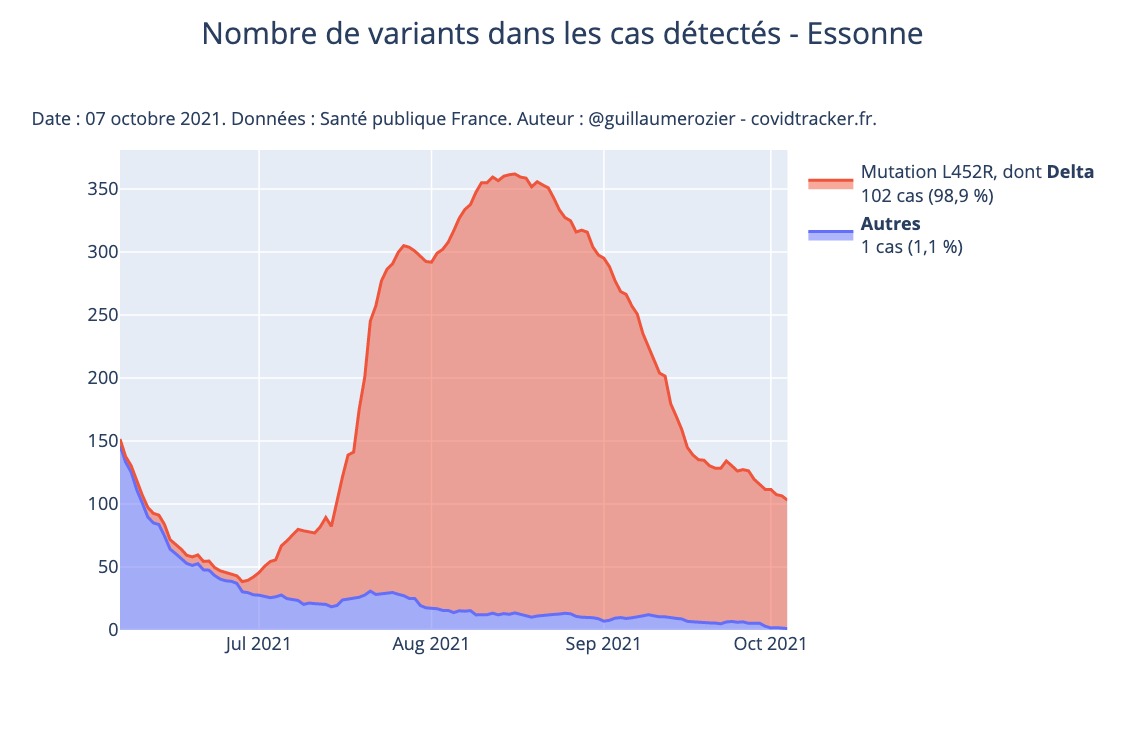 Nombre de variants dans les cas détectés - Essonne
Date : 07 octobre 2021. Données : Santé publique France. Auteur : @guillaumerozier - covidtracker.fr.
Mutation L452R, dont Delta
102 cas (98,9 %)
Autres
1 cas (1,1 %)
350
300
250
200
150
100
50
0
Jul 2021
Aug 2021
Sep 2021
Oct 2021